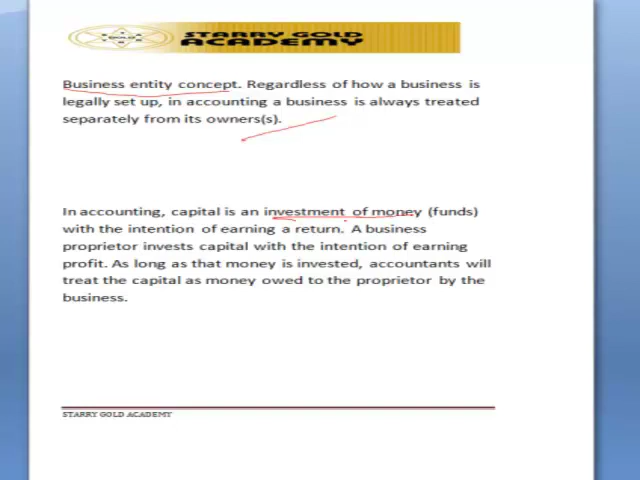 GOLD
STARRY GOLD
ACADEMY
Business entity concept. Regardless of how a business is
legally set up, in accounting a business is always treated
separately from its owners(s).
In accounting, capital is an investment of money (funds)
with the intention of earning a return. A business
proprietor invests capital with the intention of earning
profit. As long as that money is invested, accountants will
treat the capital as money owed to the proprietor by the
business.
STARRY GOLD ACADEMY